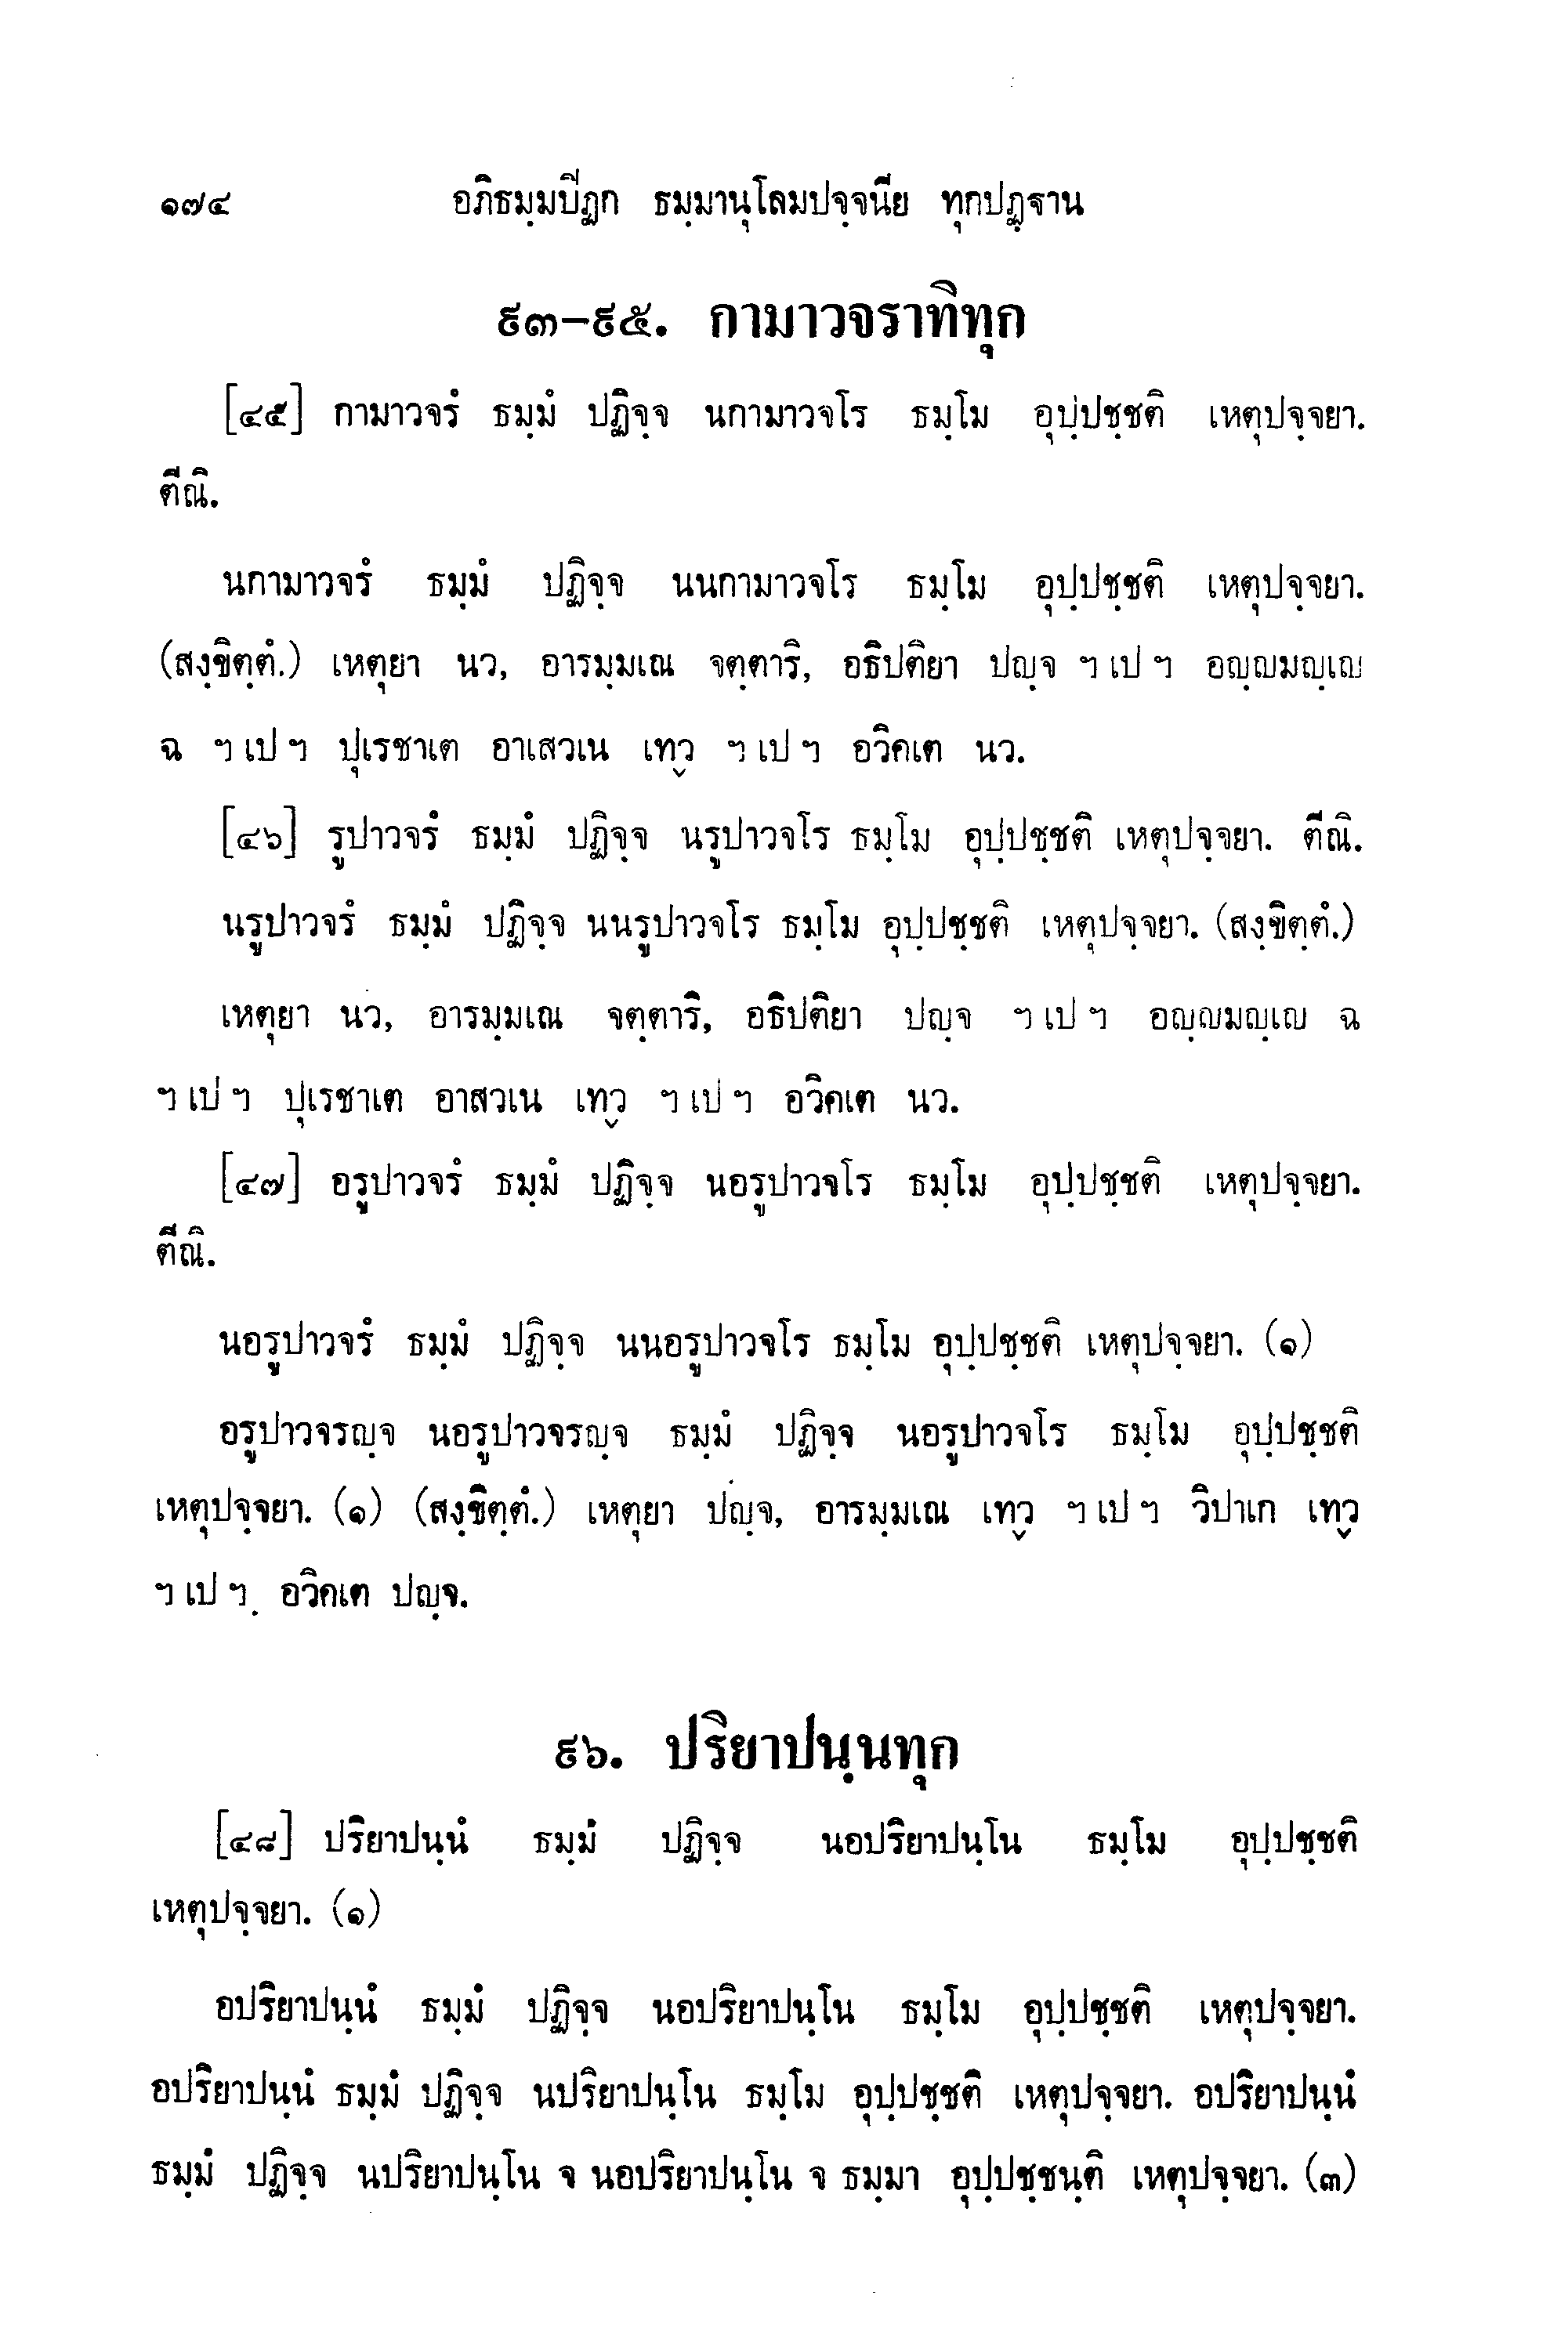 ๑๗๔ อภิธมฺมปิฏก ธมฺมานุโลมปจฺจนีย ทุกปฏฺฐาน
๙๓-๙๕. กามาวจราทิทุก
[๔๕] กามาวจรํ ธมฺมํ ปฏิจฺจ นกามาวจโร ธมฺโม อุปฺปชฺชติ เหตุปจฺจยา.
ตีณิ.
นกามาวจรํ ธมฺมํ ปฏิจฺจ นนกามาวจโร ธมฺโม อุปฺปชฺชติ เหตุปจฺจยา.
(สงฺขิตฺตํ.) เหตุยา นว, อารมฺมเณ จตฺตาริ, อธิปติยา ปญฺจ ฯ เป ฯ อญฺญมญฺเญ
ฉ ฯ เป ฯ ปุเรชาเต อาเสวเน เทฺว ฯ เป ฯ อวิคเต นว.
[๔๖] รูปาวจรํ ธมฺมํ ปฏิจฺจ นรูปาวจโร ธมฺโม อุปฺปชฺชติ เหตุปจฺจยา. ตีณิ.
นรูปาวจรํ ธมฺมํ ปฏิจฺจ นนรูปาวจโร ธมฺโม อุปฺปชฺชติ เหตุปจฺจยา. (สงฺขิตฺตํ.)
เหตุยา นว, อารมฺมเณ จตฺตาริ, อธิปติยา ปญฺจ ฯ เป ฯ อญฺญมญฺเญ ฉ
ฯ เป ฯ ปุเรชาเต อาสวเน เทฺว ฯ เป ฯ อวิคเต นว.
[๔๗] อรูปาวจรํ ธมฺมํ ปฏิจฺจ นอรูปาวจโร ธมฺโม อุปฺปชฺชติ เหตุปจฺจยา.
ตีณิ.
นอรูปาวจรํ ธมฺมํ ปฏิจฺจ นนอรูปาวจโร ธมฺโม อุปฺปชฺชติ เหตุปจฺจยา. (๑)
อรูปาวจรญฺจ นอรูปาวจรญฺจ ธมฺมํ ปฏิจฺจ นอรูปาวจโร ธมฺโม อุปฺปชฺชติ
เหตุปจฺจยา. (๑) (สงฺขิตฺตํ.) เหตุยา ปญฺจ, อารมฺมเณ เทฺว ฯ เป ฯ วิปาเก เทฺว
ฯ เป ฯ อวิคเต ปญฺจ.
๙๖. ปริยาปนฺนทุก
[๔๘] ปริยาปนฺนํ ธมฺมํ ปฏิจฺจ นอปริยาปนฺโน ธมฺโม อุปฺปชฺชติ
เหตุปจฺจยา. (๑)
อปริยาปนฺนํ ธมฺมํ ปฏิจฺจ นอปริยาปนฺโน ธมฺโม อุปฺปชฺชติ เหตุปจฺจยา.
อปริยาปนฺนํ ธมฺมํ ปฏิจฺจ นปริยาปนฺโน ธมฺโม อุปฺปชฺชติ เหตุปจฺจยา. อปริยาปนฺนํ
ธมฺมํ ปฏิจฺจ นปริยาปนฺโน จ นอปริยาปนฺโน จ ธมฺมา อุปฺปชฺชนฺติ เหตุปจฺจยา. (๓)